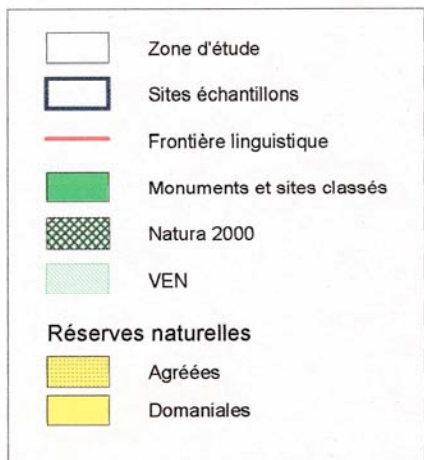 Zone d'étude
Sites échantillons
Frontière linguistique
Monuments et sites classés
Natura 2000
VEN
Réserves naturelles
Agréées
Domaniales